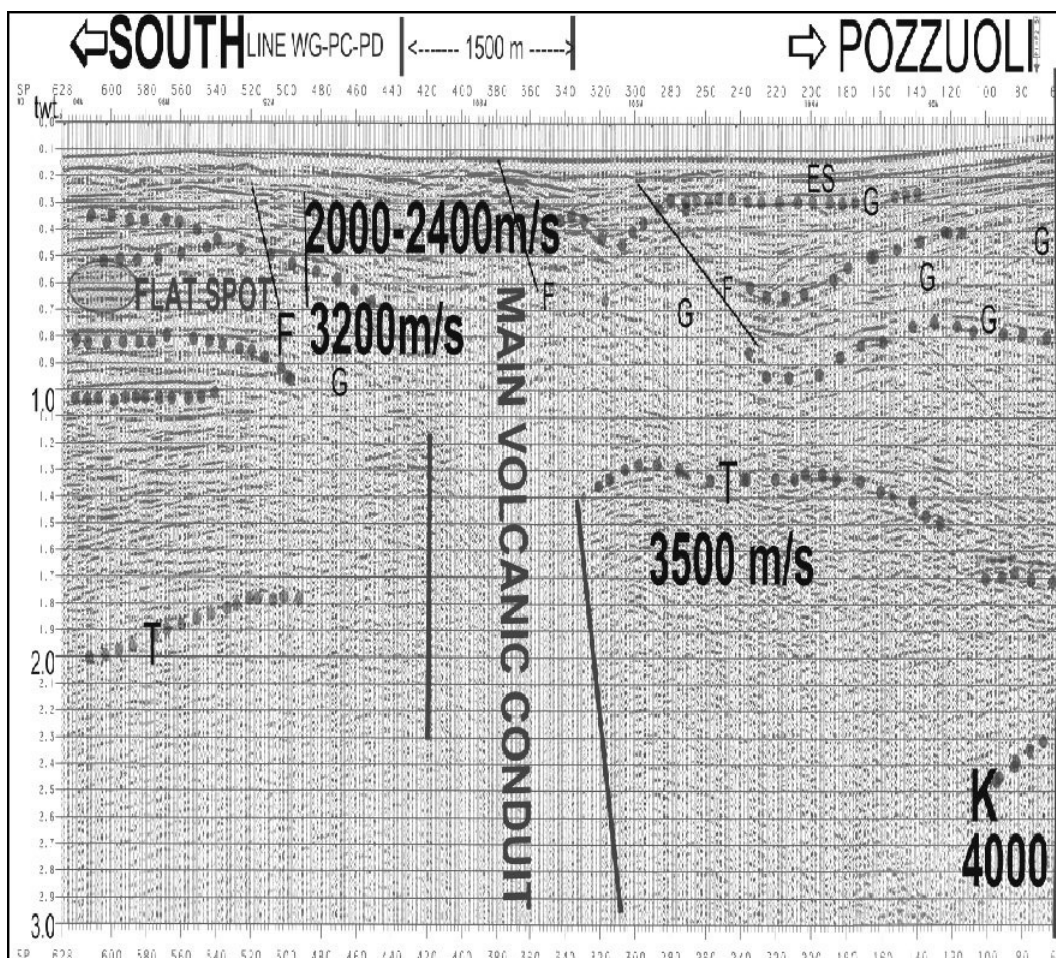 SOUTH LINE WG-PC-PD <------- 1500 m -------> POZZUOLI
SP 628 600 580 560 540 520 500 480 460 440 420 400 380 360 340 320 300 280 260 240 220 200 180 160 140 120 100 80
twt
0.0
0.1
0.2 ES
0.3 G
0.4 2000-2400m/s G
0.5 G
0.6 FLAT SPOT F F
0.7 F 3200m/s G G
0.8
0.9 G
1.0
1.1
1.2
1.3 T
1.4
1.5
1.6 3500 m/s
1.7
1.8
1.9 T
2.0
2.1
2.2
2.3
2.4
2.5 K
2.6
2.7 4000
2.8
2.9
3.0
MAIN VOLCANIC CONDUIT
SP 628 600 580 560 540 520 500 480 460 440 420 400 380 360 340 320 300 280 260 240 220 200 180 160 140 120 100 80